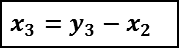 x₃ = y₃ − x₂